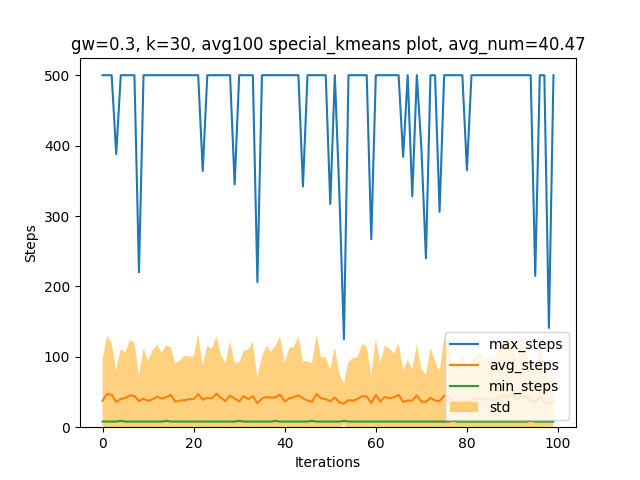 gw=0.3, k=30, avg100 special_kmeans plot, avg_num=40.47
500
400
300
200
100
0
Steps
max_steps
avg_steps
min_steps
std
0 20 40 60 80 100
Iterations